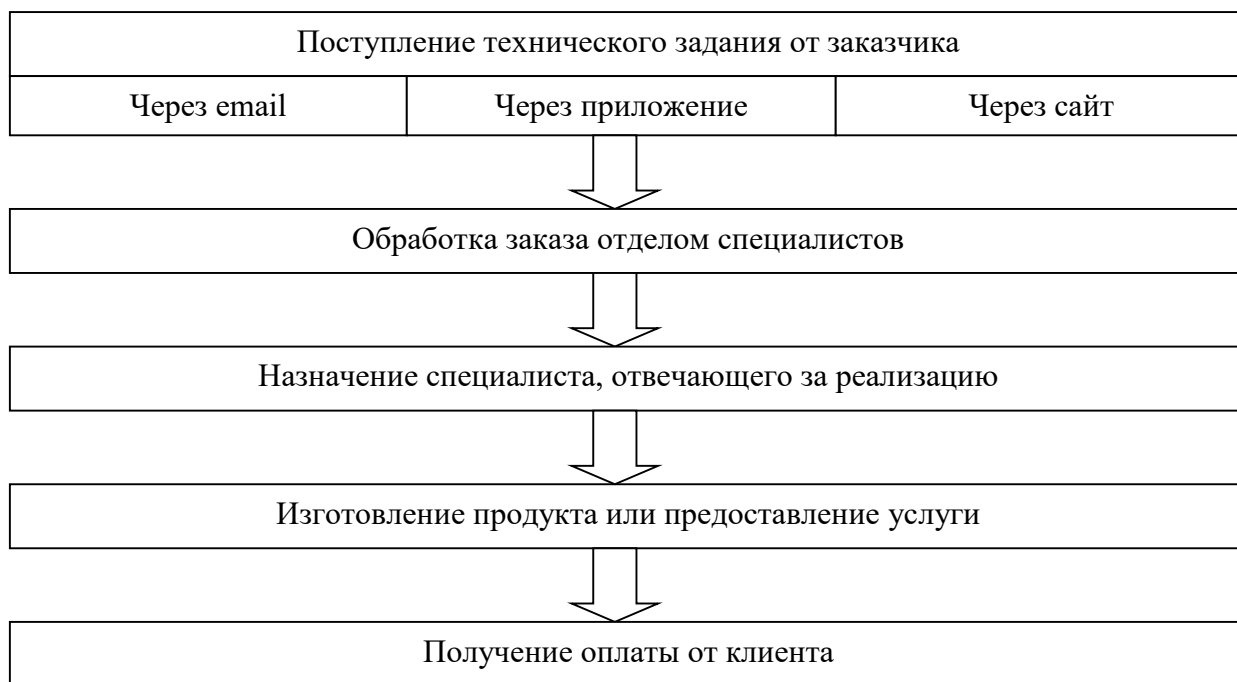 Поступление технического задания от заказчика
Через email
Через приложение
Через сайт
Обработка заказа отделом специалистов
Назначение специалиста, отвечающего за реализацию
Изготовление продукта или предоставление услуги
Получение оплаты от клиента